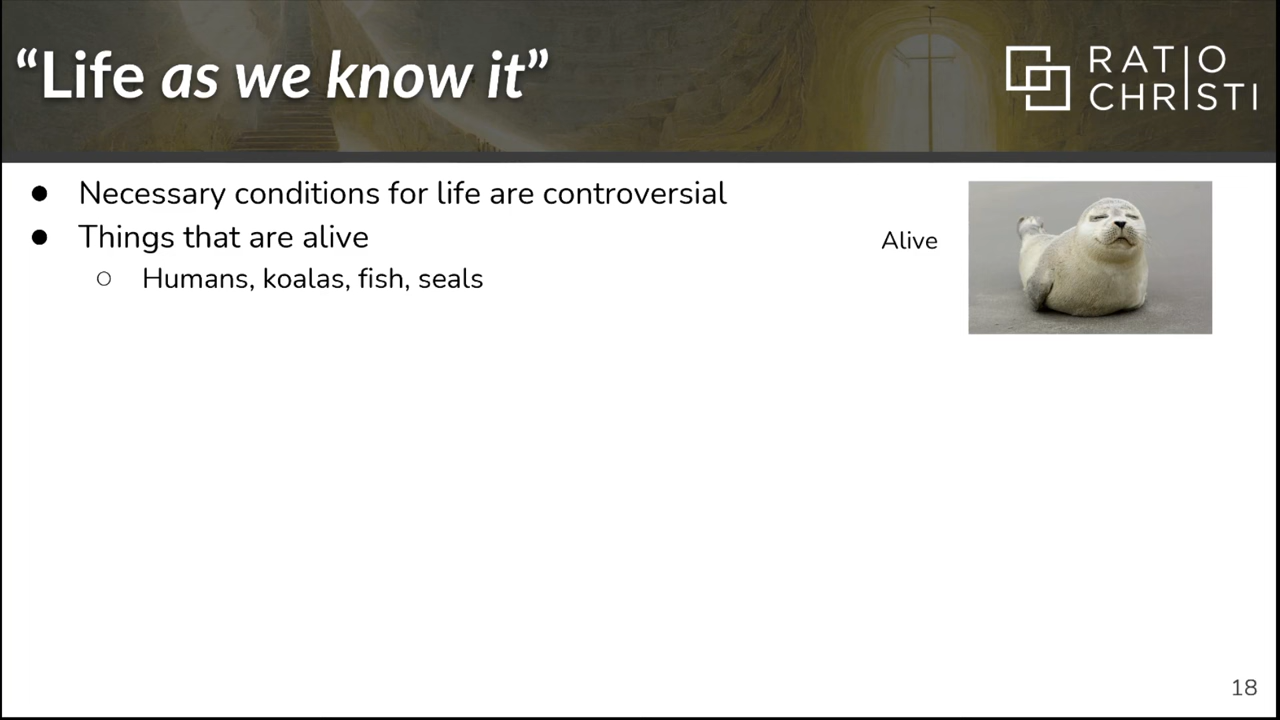 “Life as we know it”
RATIO
CHRISTI
● Necessary conditions for life are controversial
● Things that are alive
○ Humans, koalas, fish, seals
Alive
18